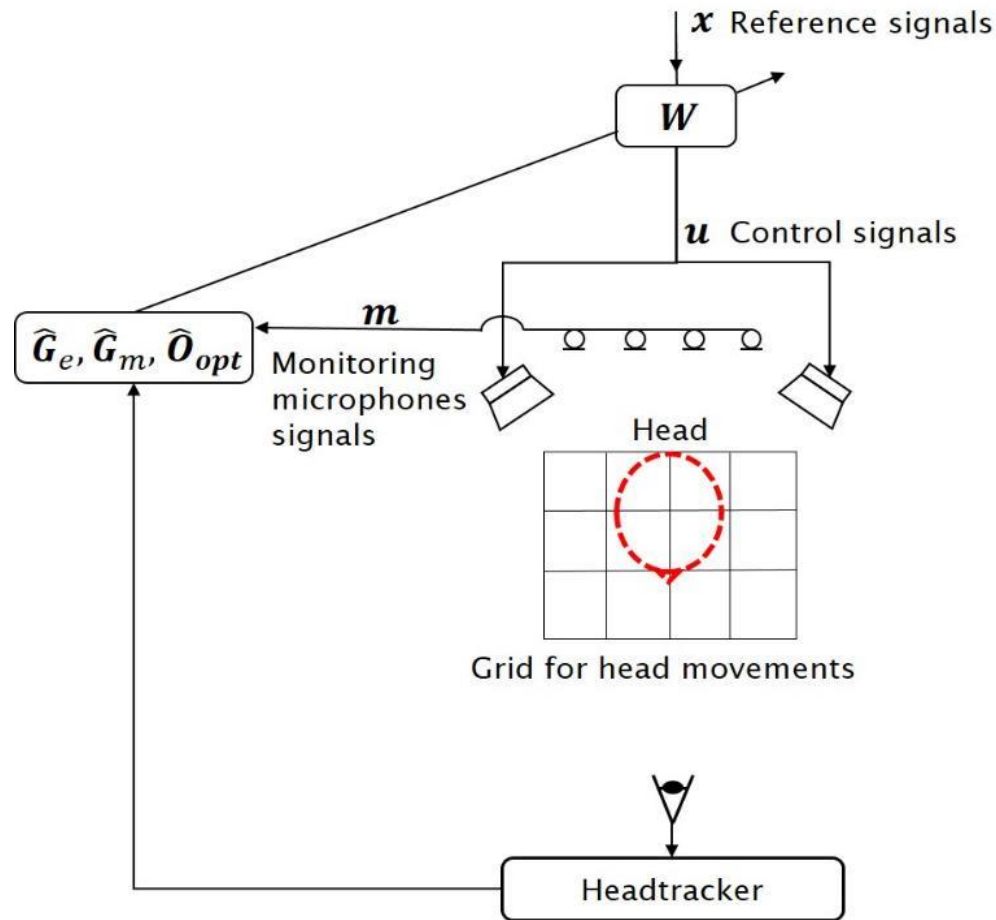 x Reference signals
W
u Control signals
m
Ĝₑ, Ĝₘ, Ôₒₚₜ
Monitoring
microphones
signals
Head
Grid for head movements
Headtracker